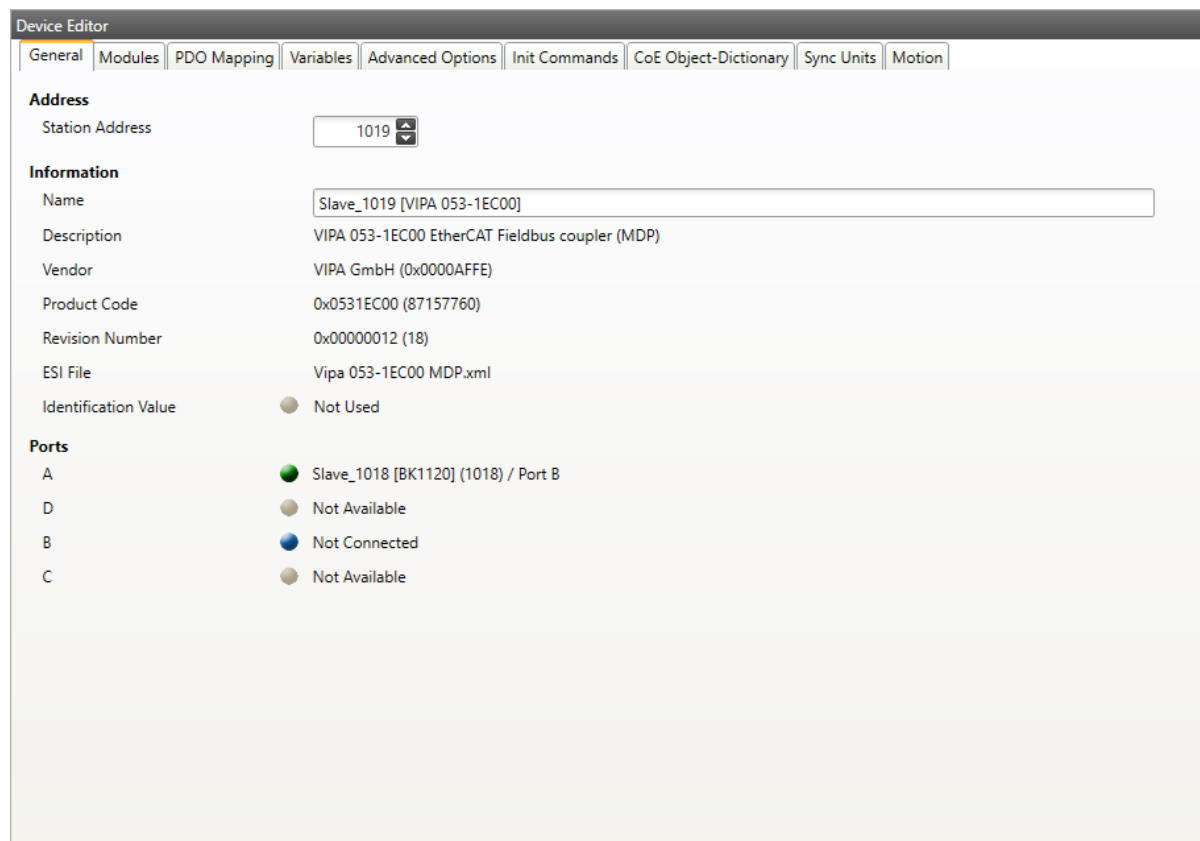 Device Editor
General Modules PDO Mapping Variables Advanced Options Init Commands CoE Object-Dictionary Sync Units Motion
Address
Station Address 1019
Information
Name Slave_1019 [VIPA 053-1EC00]
Description VIPA 053-1EC00 EtherCAT Fieldbus coupler (MDP)
Vendor VIPA GmbH (0x0000AFFE)
Product Code 0x0531EC00 (87157760)
Revision Number 0x00000012 (18)
ESI File Vipa 053-1EC00 MDP.xml
Identification Value Not Used
Ports
A Slave_1018 [BK1120] (1018) / Port B
D Not Available
B Not Connected
C Not Available